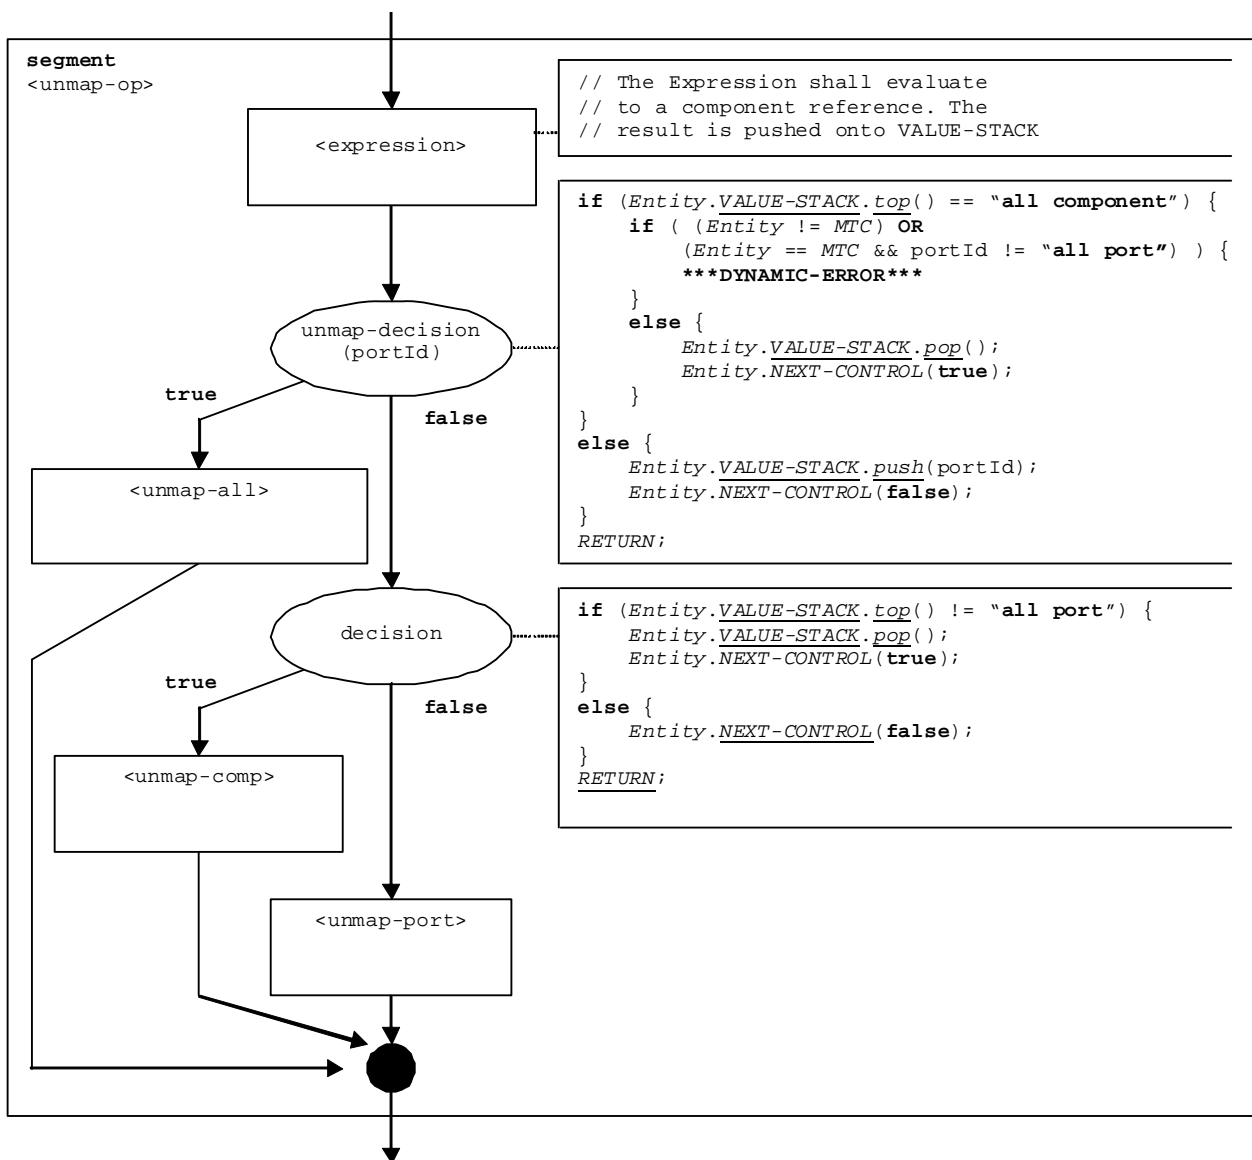 segment
<unmap-op>
<expression>
// The Expression shall evaluate
// to a component reference. The
// result is pushed onto VALUE-STACK
unmap-decision
(portId)
true
false
if (Entity.VALUE-STACK.top() == “all component”) {
if ( (Entity != MTC) OR
(Entity == MTC && portId != “all port”) ) {
***DYNAMIC-ERROR***
}
else {
Entity.VALUE-STACK.pop();
Entity.NEXT-CONTROL(true);
}
}
else {
Entity.VALUE-STACK.push(portId);
Entity.NEXT-CONTROL(false);
}
RETURN;
<unmap-all>
decision
true
false
if (Entity.VALUE-STACK.top() != “all port”) {
Entity.VALUE-STACK.pop();
Entity.NEXT-CONTROL(true);
}
else {
Entity.NEXT-CONTROL(false);
}
RETURN;
<unmap-comp>
<unmap-port>